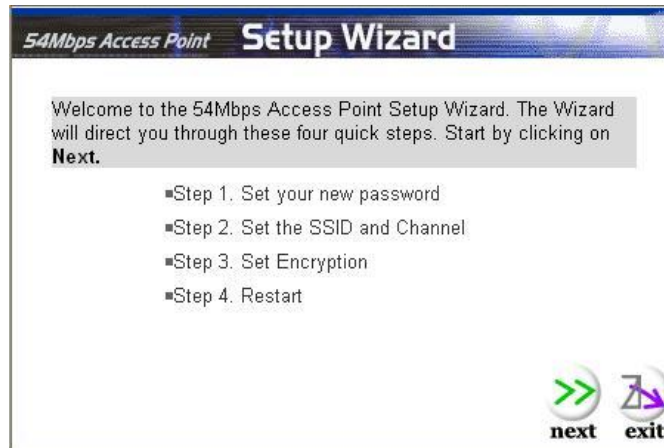 54Mbps Access Point Setup Wizard
Welcome to the 54Mbps Access Point Setup Wizard. The Wizard
will direct you through these four quick steps. Start by clicking on
Next.
Step 1. Set your new password
Step 2. Set the SSID and Channel
Step 3. Set Encryption
Step 4. Restart
next exit